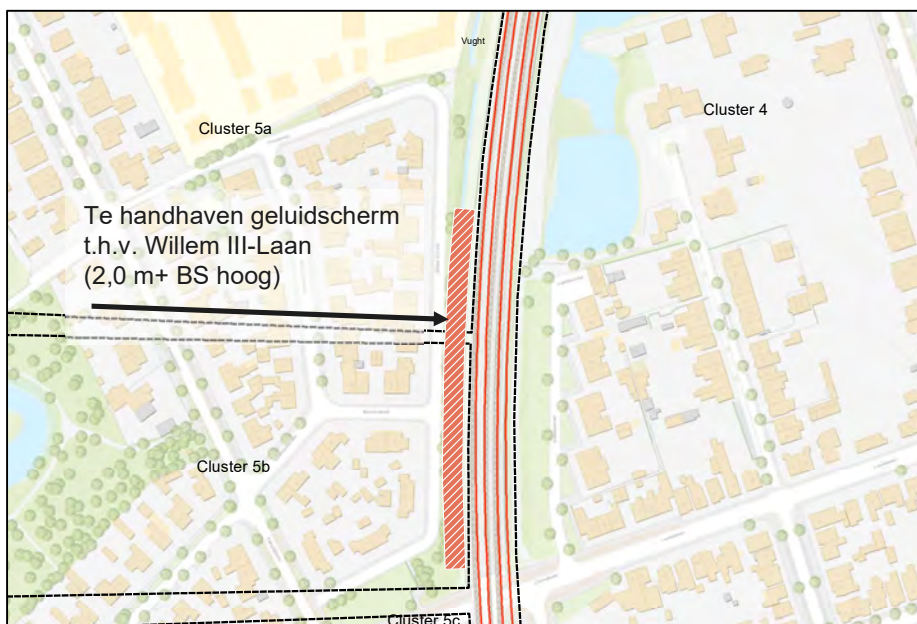 Vught
Cluster 4
Cluster 5a
Te handhaven geluidscherm
t.h.v. Willem III-Laan
(2,0 m+ BS hoog)
Cluster 5b
Cluster 5c